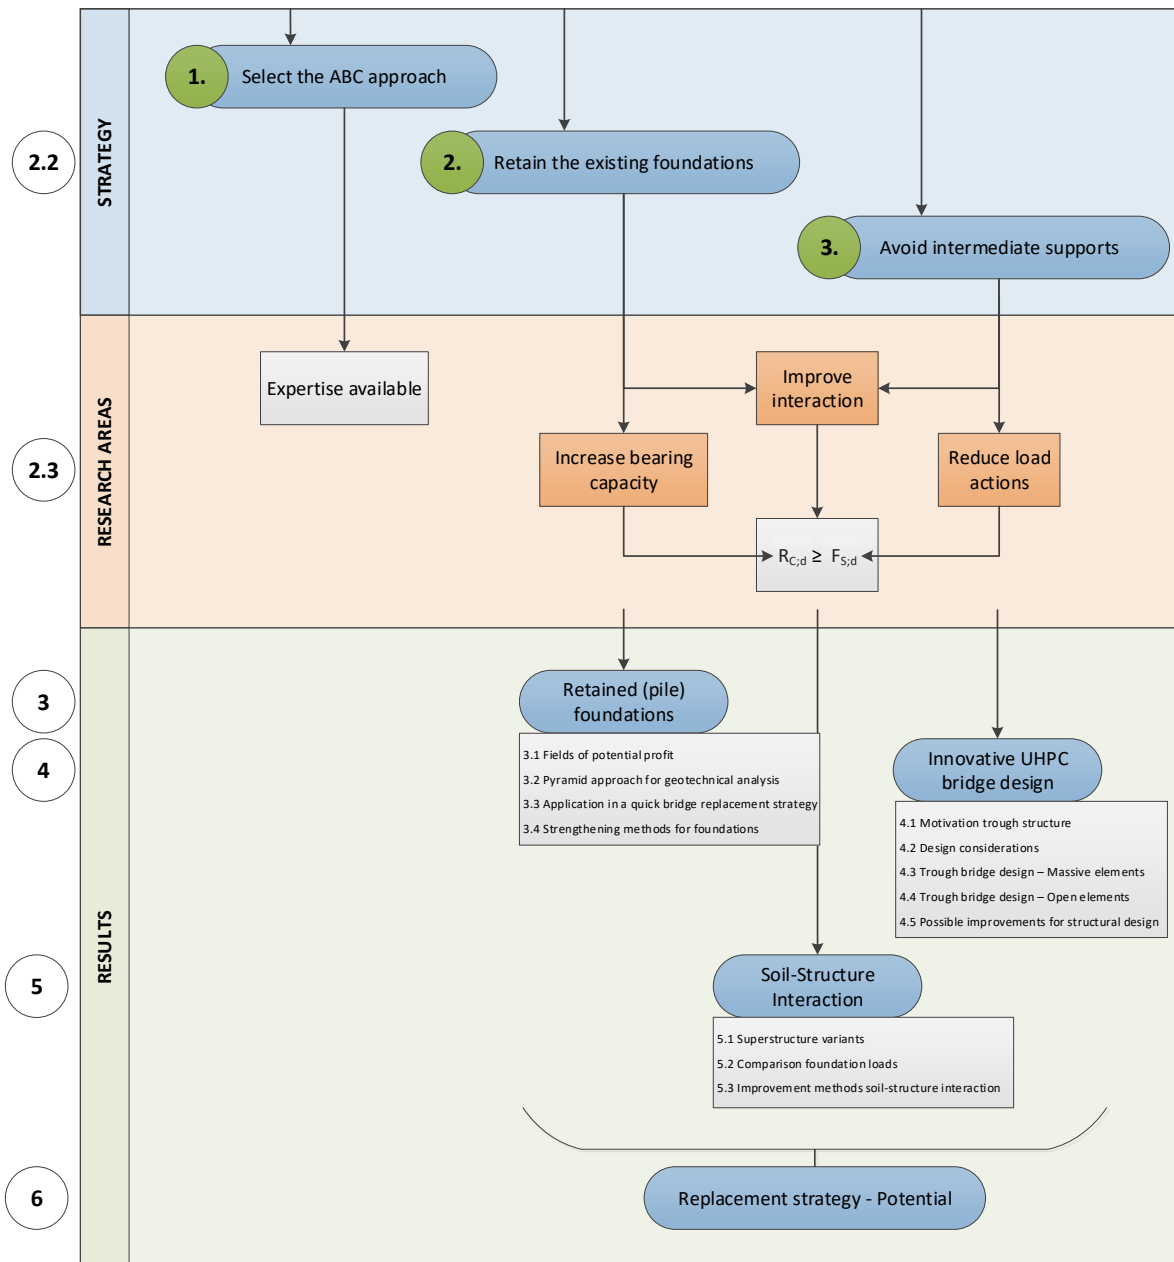 STRATEGY
2.2
1.
Select the ABC approach
2.
Retain the existing foundations
3.
Avoid intermediate supports
RESEARCH AREAS
2.3
Expertise available
Improve
interaction
Increase bearing
capacity
Reduce load
actions
R_C;d ≥ F_S;d
RESULTS
3
Retained (pile)
foundations
3.1 Fields of potential profit
3.2 Pyramid approach for geotechnical analysis
3.3 Application in a quick bridge replacement strategy
3.4 Strengthening methods for foundations
4
Innovative UHPC
bridge design
4.1 Motivation trough structure
4.2 Design considerations
4.3 Trough bridge design – Massive elements
4.4 Trough bridge design – Open elements
4.5 Possible improvements for structural design
5
Soil-Structure
Interaction
5.1 Superstructure variants
5.2 Comparison foundation loads
5.3 Improvement methods soil-structure interaction
6
Replacement strategy - Potential